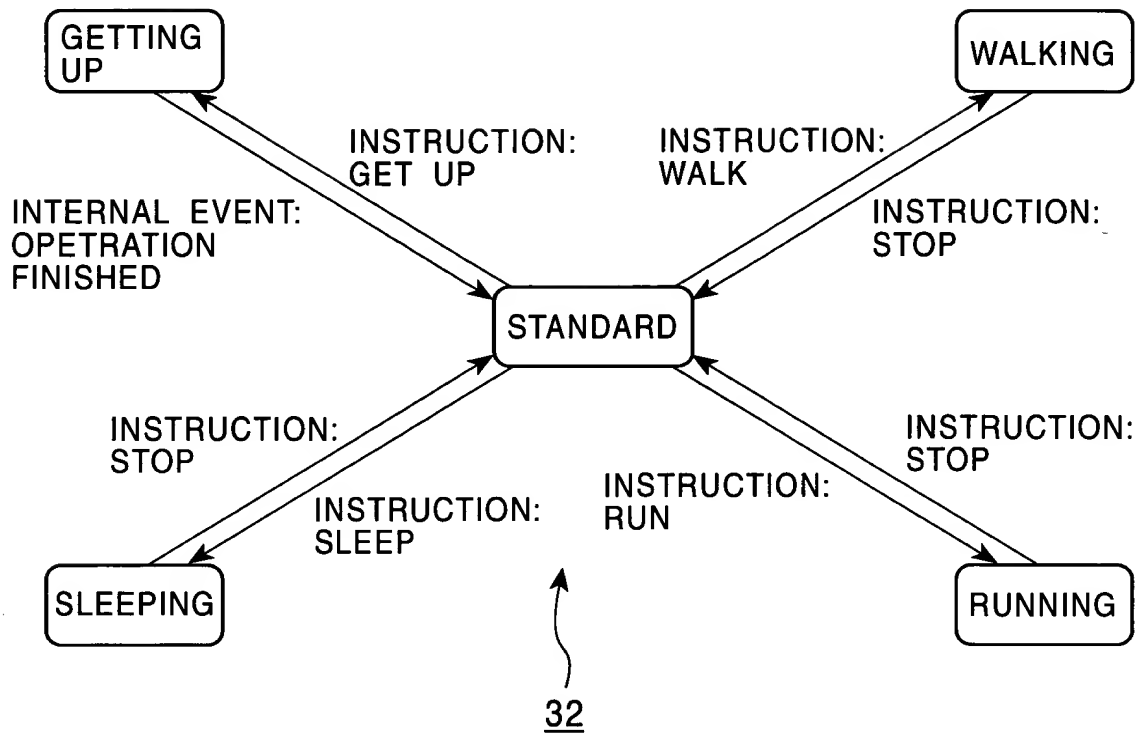 GETTING
UP
WALKING
INSTRUCTION:
GET UP
INSTRUCTION:
WALK
INTERNAL EVENT:
OPETRATION
FINISHED
INSTRUCTION:
STOP
STANDARD
INSTRUCTION:
STOP
INSTRUCTION:
SLEEP
INSTRUCTION:
RUN
INSTRUCTION:
STOP
SLEEPING
RUNNING
32